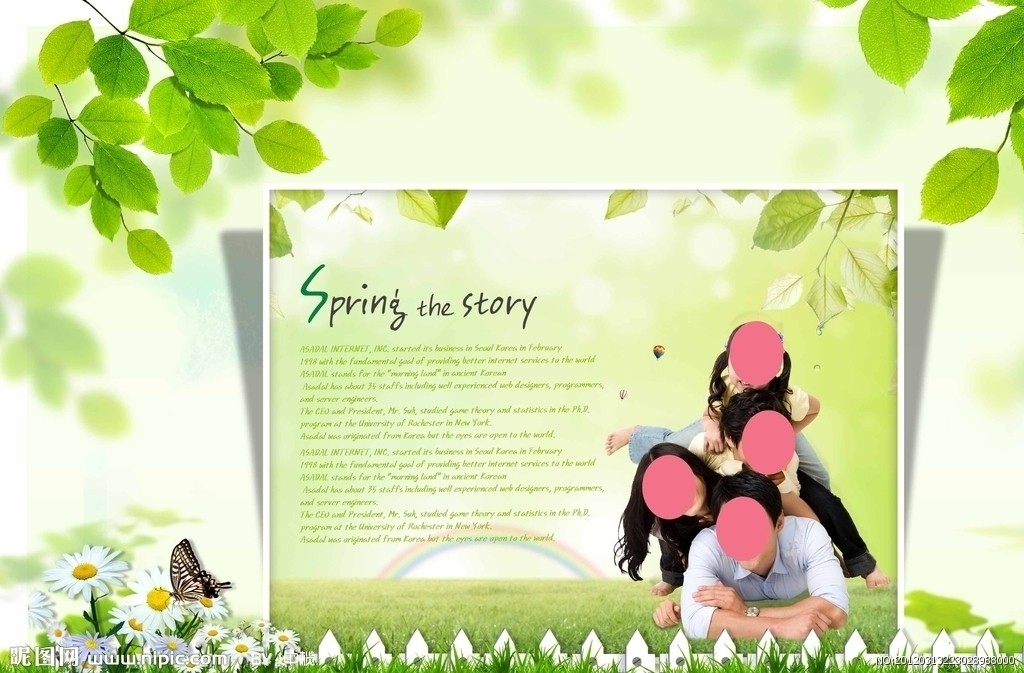 Spring the story
ASADAL INTERNET, INC. started its business in Seoul Korea in February
1998 with the fundamental goal of providing better internet services to the world
ASADAL stands for the "morning land" in ancient Korean
Asadal has about 35 staffs including well experienced web designers, programmers,
and server engineers.
The CEO and President, Mr. Suh, studied game theory and statistics in the Ph.D.
program at the University of Rochester in New York.
Asadal was originated from Korea but the eyes are open to the world.
ASADAL INTERNET, INC. started its business in Seoul Korea in February
1998 with the fundamental goal of providing better internet services to the world
ASADAL stands for the "morning land" in ancient Korean
Asadal has about 35 staffs including well experienced web designers, programmers,
and server engineers.
The CEO and President, Mr. Suh, studied game theory and statistics in the Ph.D.
program at the University of Rochester in New York.
Asadal was originated from Korea but the eyes are open to the world.
昵图网 www.nipic.com